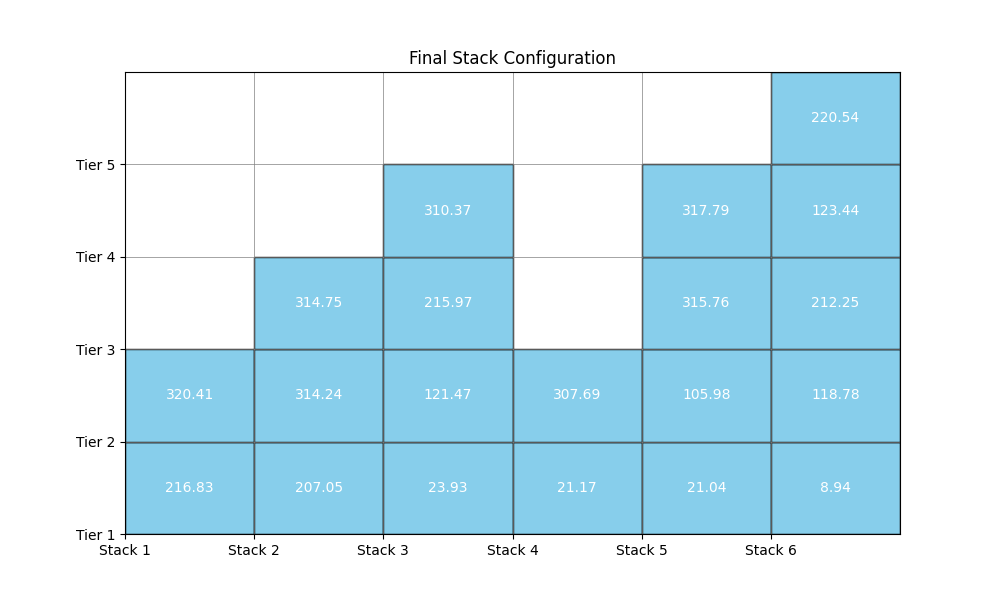 Final Stack Configuration
220.54
Tier 5
310.37 317.79 123.44
Tier 4
314.75 215.97 315.76 212.25
Tier 3
320.41 314.24 121.47 307.69 105.98 118.78
Tier 2
216.83 207.05 23.93 21.17 21.04 8.94
Tier 1
Stack 1 Stack 2 Stack 3 Stack 4 Stack 5 Stack 6